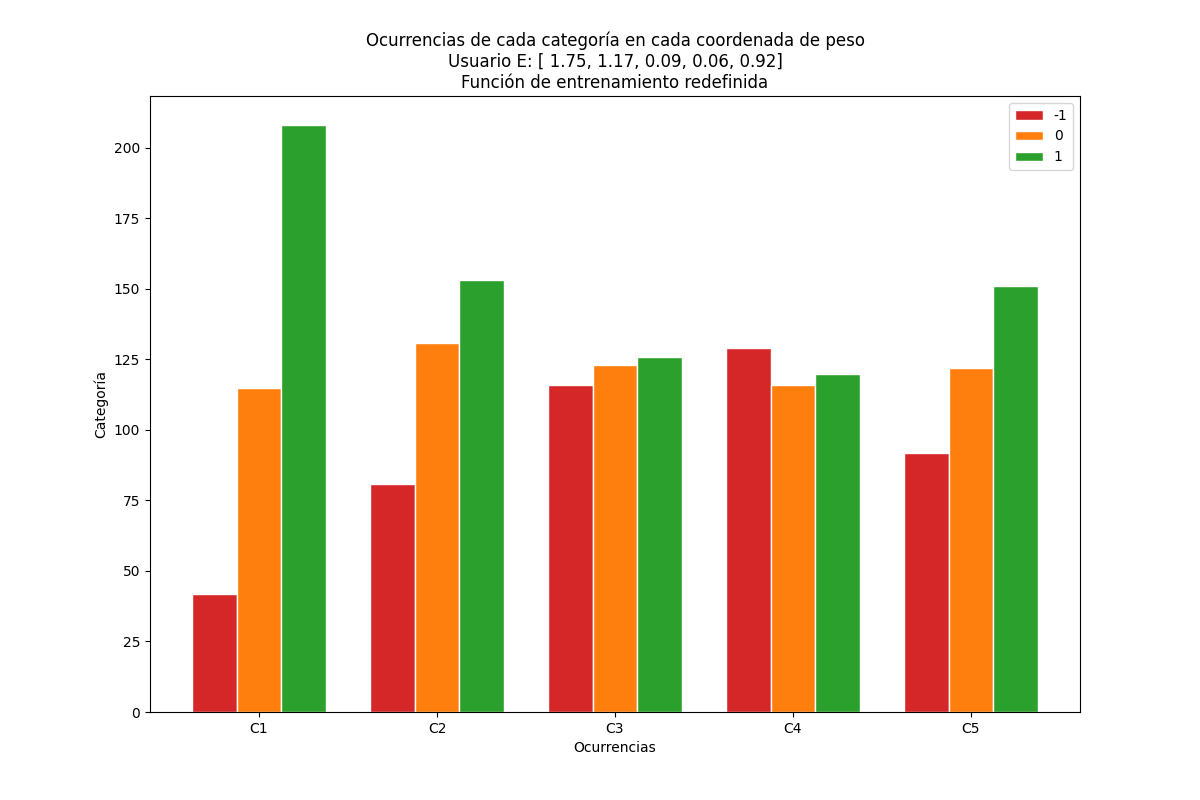 Ocurrencias de cada categoría en cada coordenada de peso
Usuario E: [ 1.75, 1.17, 0.09, 0.06, 0.92]
Función de entrenamiento redefinida
-1
0
1
200
175
150
125
100
75
50
25
0
Categoría
C1 C2 C3 C4 C5
Ocurrencias